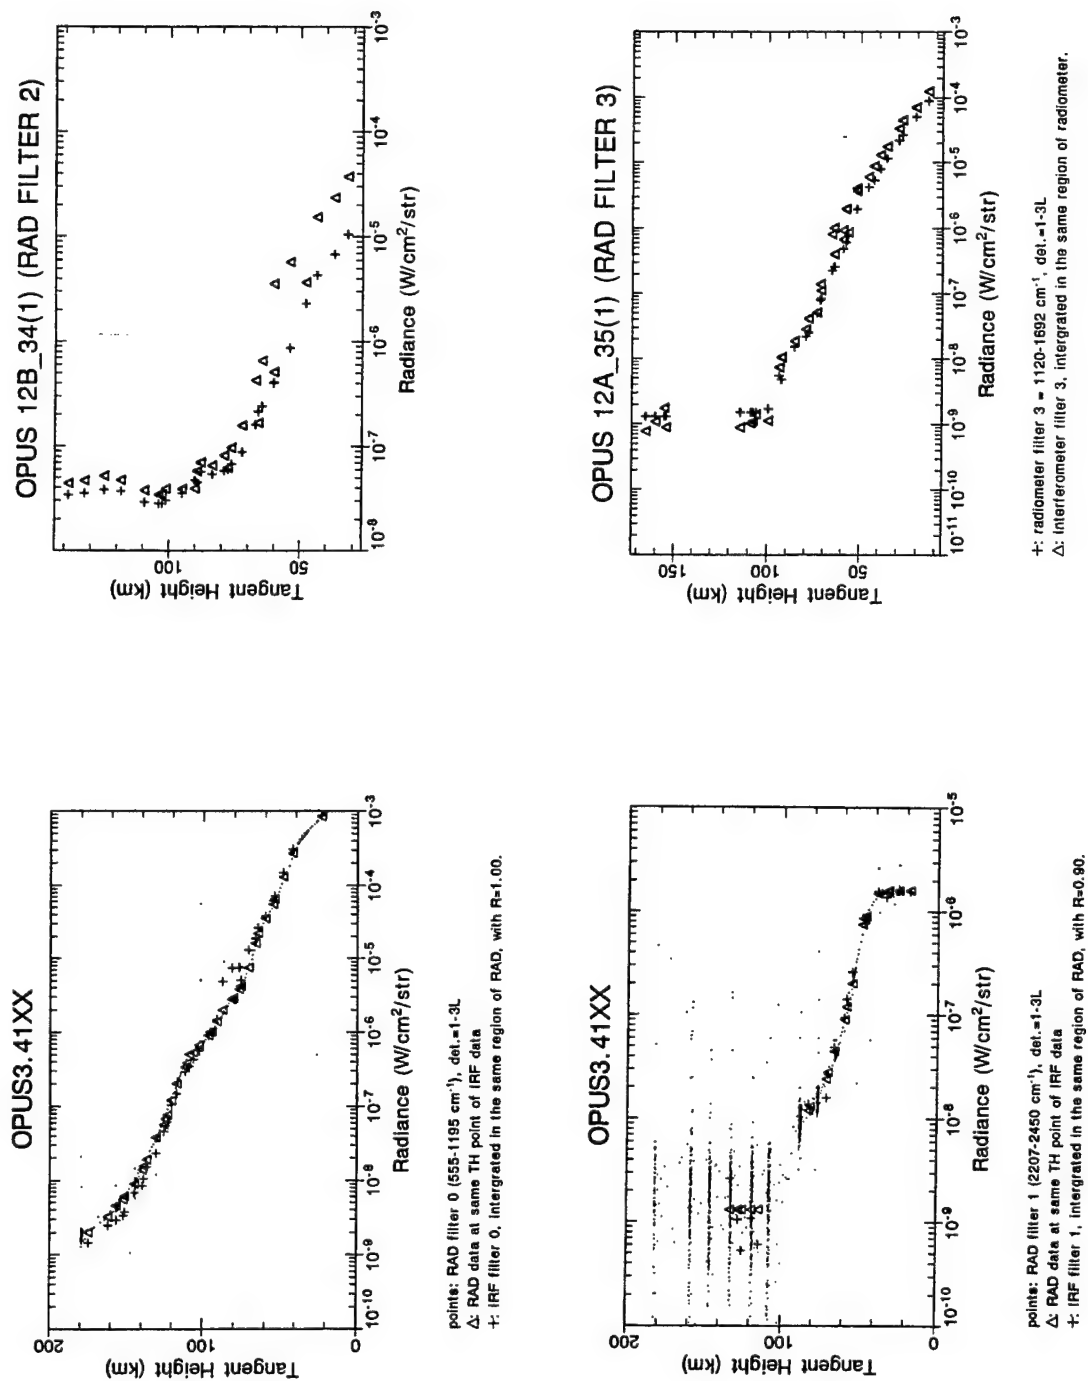 OPUS3.41XX
Tangent Height (km)
200
100
0
10-10
10-9
10-8
10-7
10-6
10-5
10-4
10-3
Radiance (W/cm2/str)
points: RAD filter 0 (555-1195 cm-1), det.=1-3L
Δ: RAD data at same TH point of IRF data
+: IRF filter 0, intergrated in the same region of RAD, with R=1.00.
OPUS 12B_34(1) (RAD FILTER 2)
Tangent Height (km)
100
50
10-8
10-7
10-6
10-5
10-4
10-3
Radiance (W/cm2/str)
OPUS3.41XX
Tangent Height (km)
200
100
0
10-10
10-9
10-8
10-7
10-6
10-5
Radiance (W/cm2/str)
points: RAD filter 1 (2207-2450 cm-1), det.=1-3L
Δ: RAD data at same TH point of IRF data
+: IRF filter 1, intergrated in the same region of RAD, with R=0.90.
OPUS 12A_35(1) (RAD FILTER 3)
Tangent Height (km)
150
100
50
10-11
10-10
10-9
10-8
10-7
10-6
10-5
10-4
10-3
Radiance (W/cm2/str)
+: radiometer filter 3 = 1120-1692 cm-1, det=1-3L
Δ: interferometer filter 3, intergrated in the same region of radiometer.